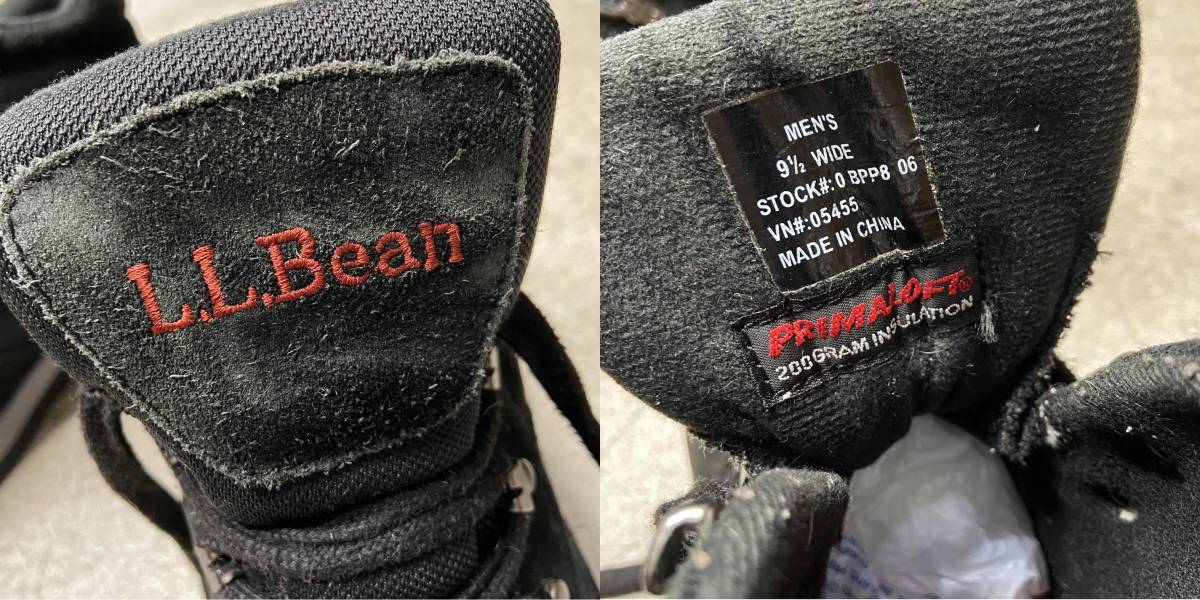 L.L.Bean
MEN'S
9½ WIDE
STOCK#: 0 BPP8 06
VN#:05455
MADE IN CHINA
PRIMALOFT®
200GRAM INSULATION